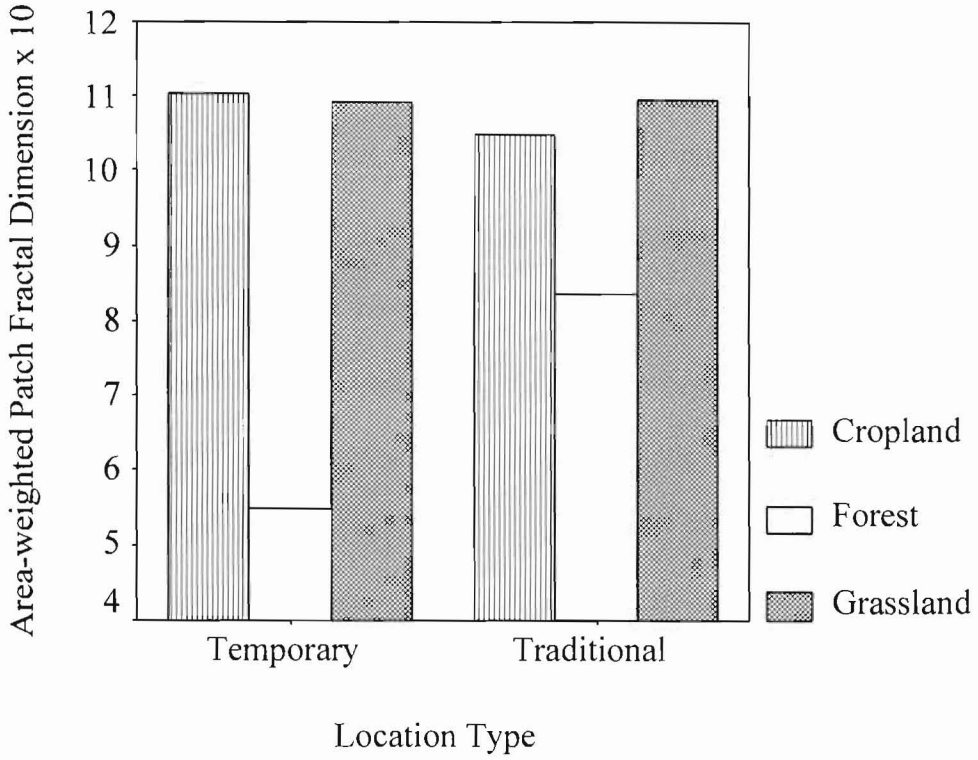 Area-weighted Patch Fractal Dimension x 10
12
11
10
9
8
7
6
5
4
Temporary
Traditional
Location Type
Cropland
Forest
Grassland